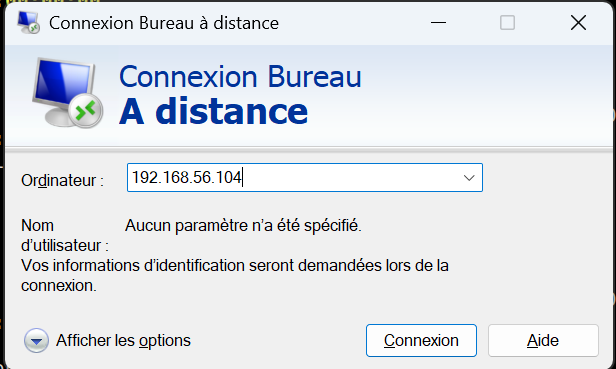 Connexion Bureau à distance
Connexion Bureau
A distance
Ordinateur :
192.168.56.104
Nom d'utilisateur :
Aucun paramètre n'a été spécifié.
Vos informations d'identification seront demandées lors de la
connexion.
Afficher les options
Connexion
Aide